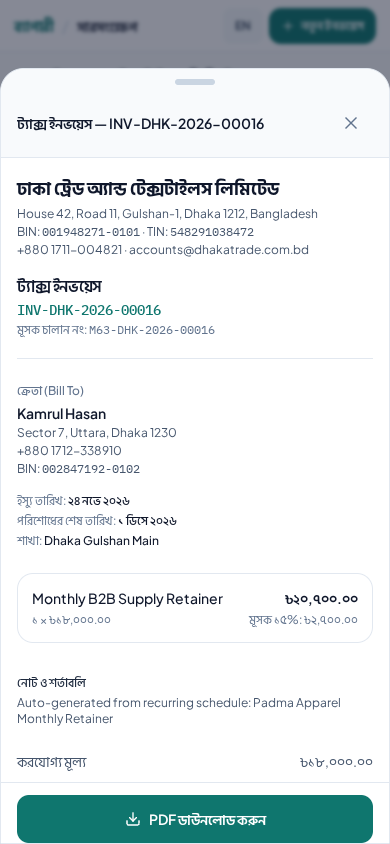 EN
ট্যাক্স ইনভয়েস — INV-DHK-2026-00016
ঢাকা ট্রেড অ্যান্ড টেক্সটাইলস লিমিটেড
House 42, Road 11, Gulshan-1, Dhaka 1212, Bangladesh
BIN: 001948271-0101 · TIN: 548291038472
+880 1711-004821 · accounts@dhakatrade.com.bd
ট্যাক্স ইনভয়েস
INV-DHK-2026-00016
মূসক চালান নং: M63-DHK-2026-00016
ক্রেতা (Bill To)
Kamrul Hasan
Sector 7, Uttara, Dhaka 1230
+880 1712-338910
BIN: 002847192-0102
ইস্যু তারিখ: ২৪ নভে ২০২৬
পরিশোধের শেষ তারিখ: ১ ডিসে ২০২৬
শাখা: Dhaka Gulshan Main
Monthly B2B Supply Retainer ৳২০,৭০০.০০
১ × ৳১৮,০০০.০০ মূসক ১৫%: ৳২,৭০০.০০
নোট ও শর্তাবলি
Auto-generated from recurring schedule: Padma Apparel
Monthly Retainer
করযোগ্য মূল্য ৳১৮,০০০.০০
PDF ডাউনলোড করুন